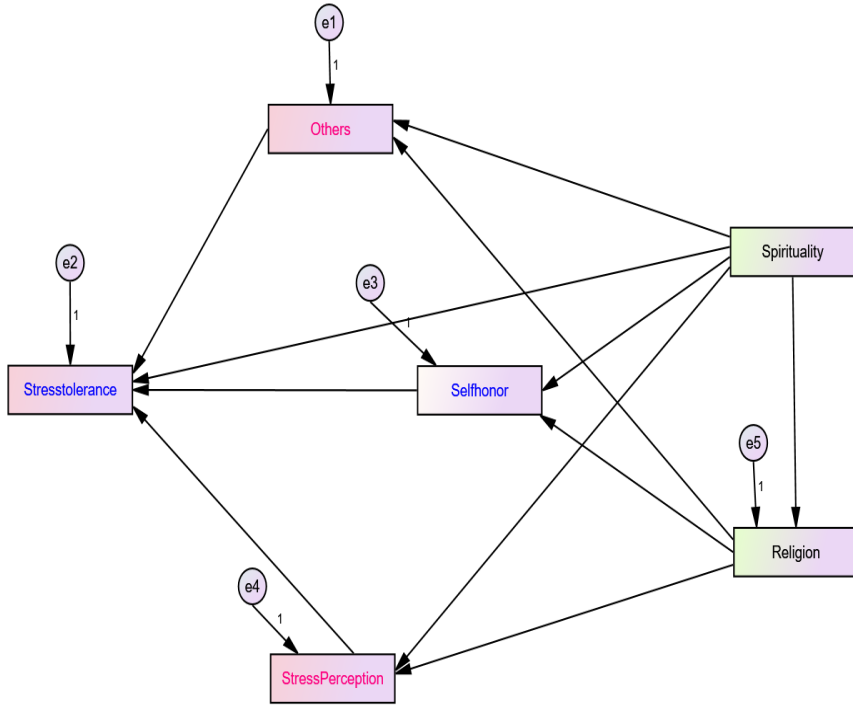 e1
1
Others
Spirituality
e2
e3
1
1
Stresstolerance
Selfhonor
e5
1
Religion
e4
1
StressPerception